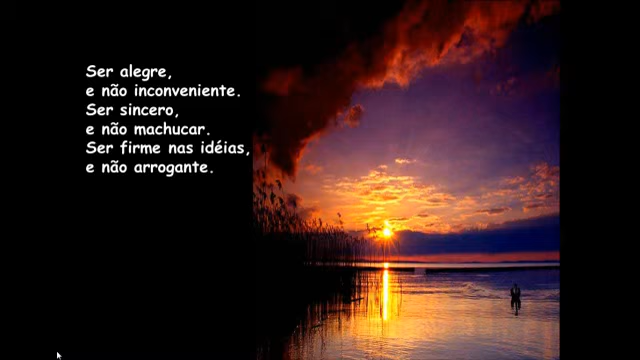 Ser alegre,
e não inconveniente.
Ser sincero,
e não machucar.
Ser firme nas idéias,
e não arrogante.